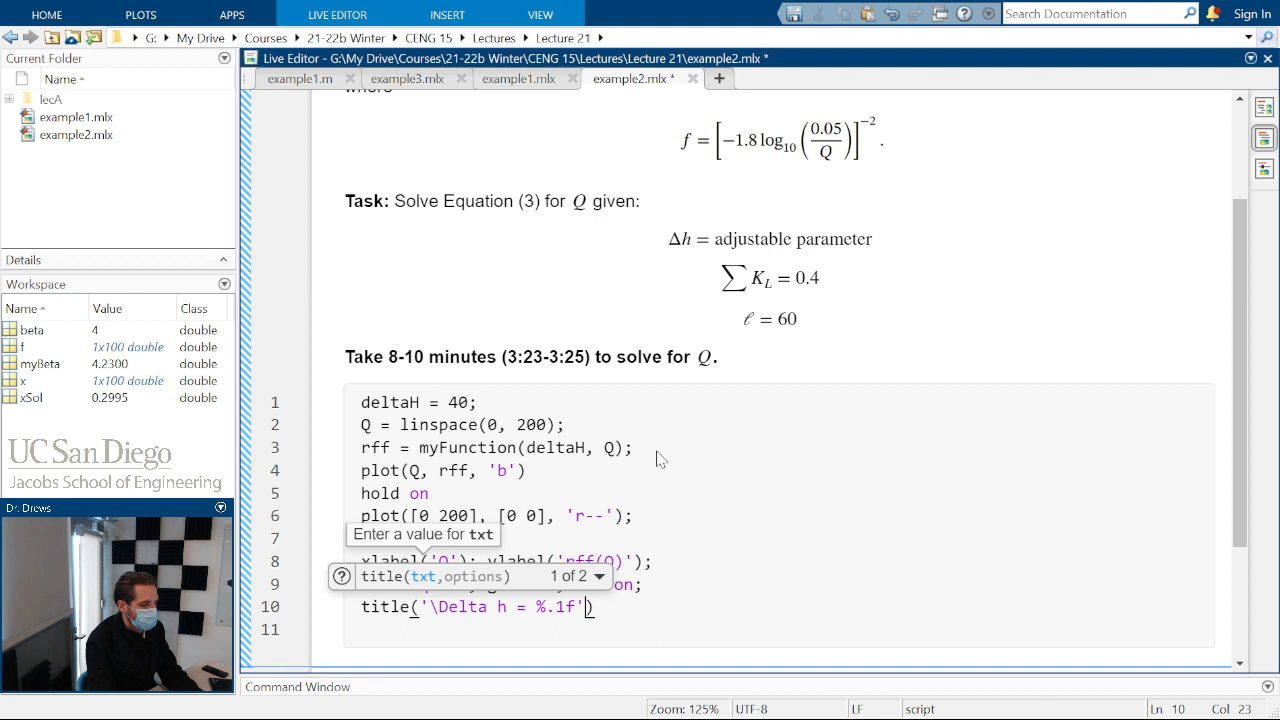 HOME PLOTS APPS LIVE EDITOR INSERT VIEW Search Documentation Sign In
G: My Drive Courses 21-22b Winter CENG 15 Lectures Lecture 21
Current Folder
Live Editor - G:\My Drive\Courses\21-22b Winter\CENG 15\Lectures\Lecture 21\example2.mlx *
Name
example1.m example3.mlx example1.mlx example2.mlx * +
lecA
example1.mlx
example2.mlx
Details
Workspace
Name Value Class
beta 4 double
f 1x100 double double
myBeta 4.2300 double
x 1x100 double double
xSol 0.2995 double
UC San Diego
Jacobs School of Engineering
Dr. Drews
where
f = [−1.8 log10 (0.05/Q)]^−2 .
Task: Solve Equation (3) for Q given:
Δh = adjustable parameter
∑ K_L = 0.4
ℓ = 60
Take 8-10 minutes (3:23-3:25) to solve for Q.
1 deltaH = 40;
2 Q = linspace(0, 200);
3 rff = myFunction(deltaH, Q);
4 plot(Q, rff, 'b')
5 hold on
6 plot([0 200], [0 0], 'r--');
7
Enter a value for txt
8 xlabel('Q'); ylabel('rff(Q)');
title(txt,options) 1 of 2
9 on;
10 title('\Delta h = %.1f')
11
Command Window
Zoom: 125% UTF-8 LF script Ln 10 Col 23